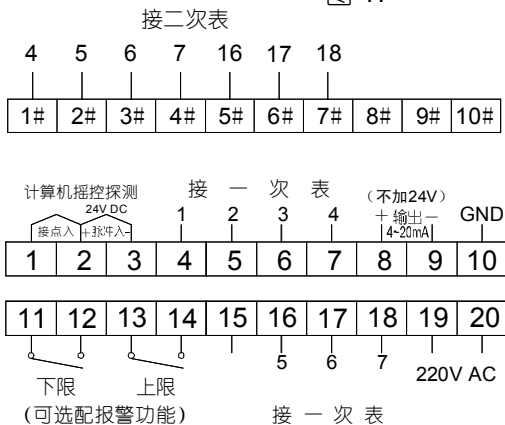 接二次表
4 5 6 7 16 17 18
1# 2# 3# 4# 5# 6# 7# 8# 9# 10#
计算机摇控探测 接 一 次 表 (不加24V)
24V DC 1 2 3 4 + 输出 - GND
接点入 +脉冲入- 4~20mA
1 2 3 4 5 6 7 8 9 10
11 12 13 14 15 16 17 18 19 20
5 6 7 220V AC
下限 上限
(可选配报警功能) 接 一 次 表